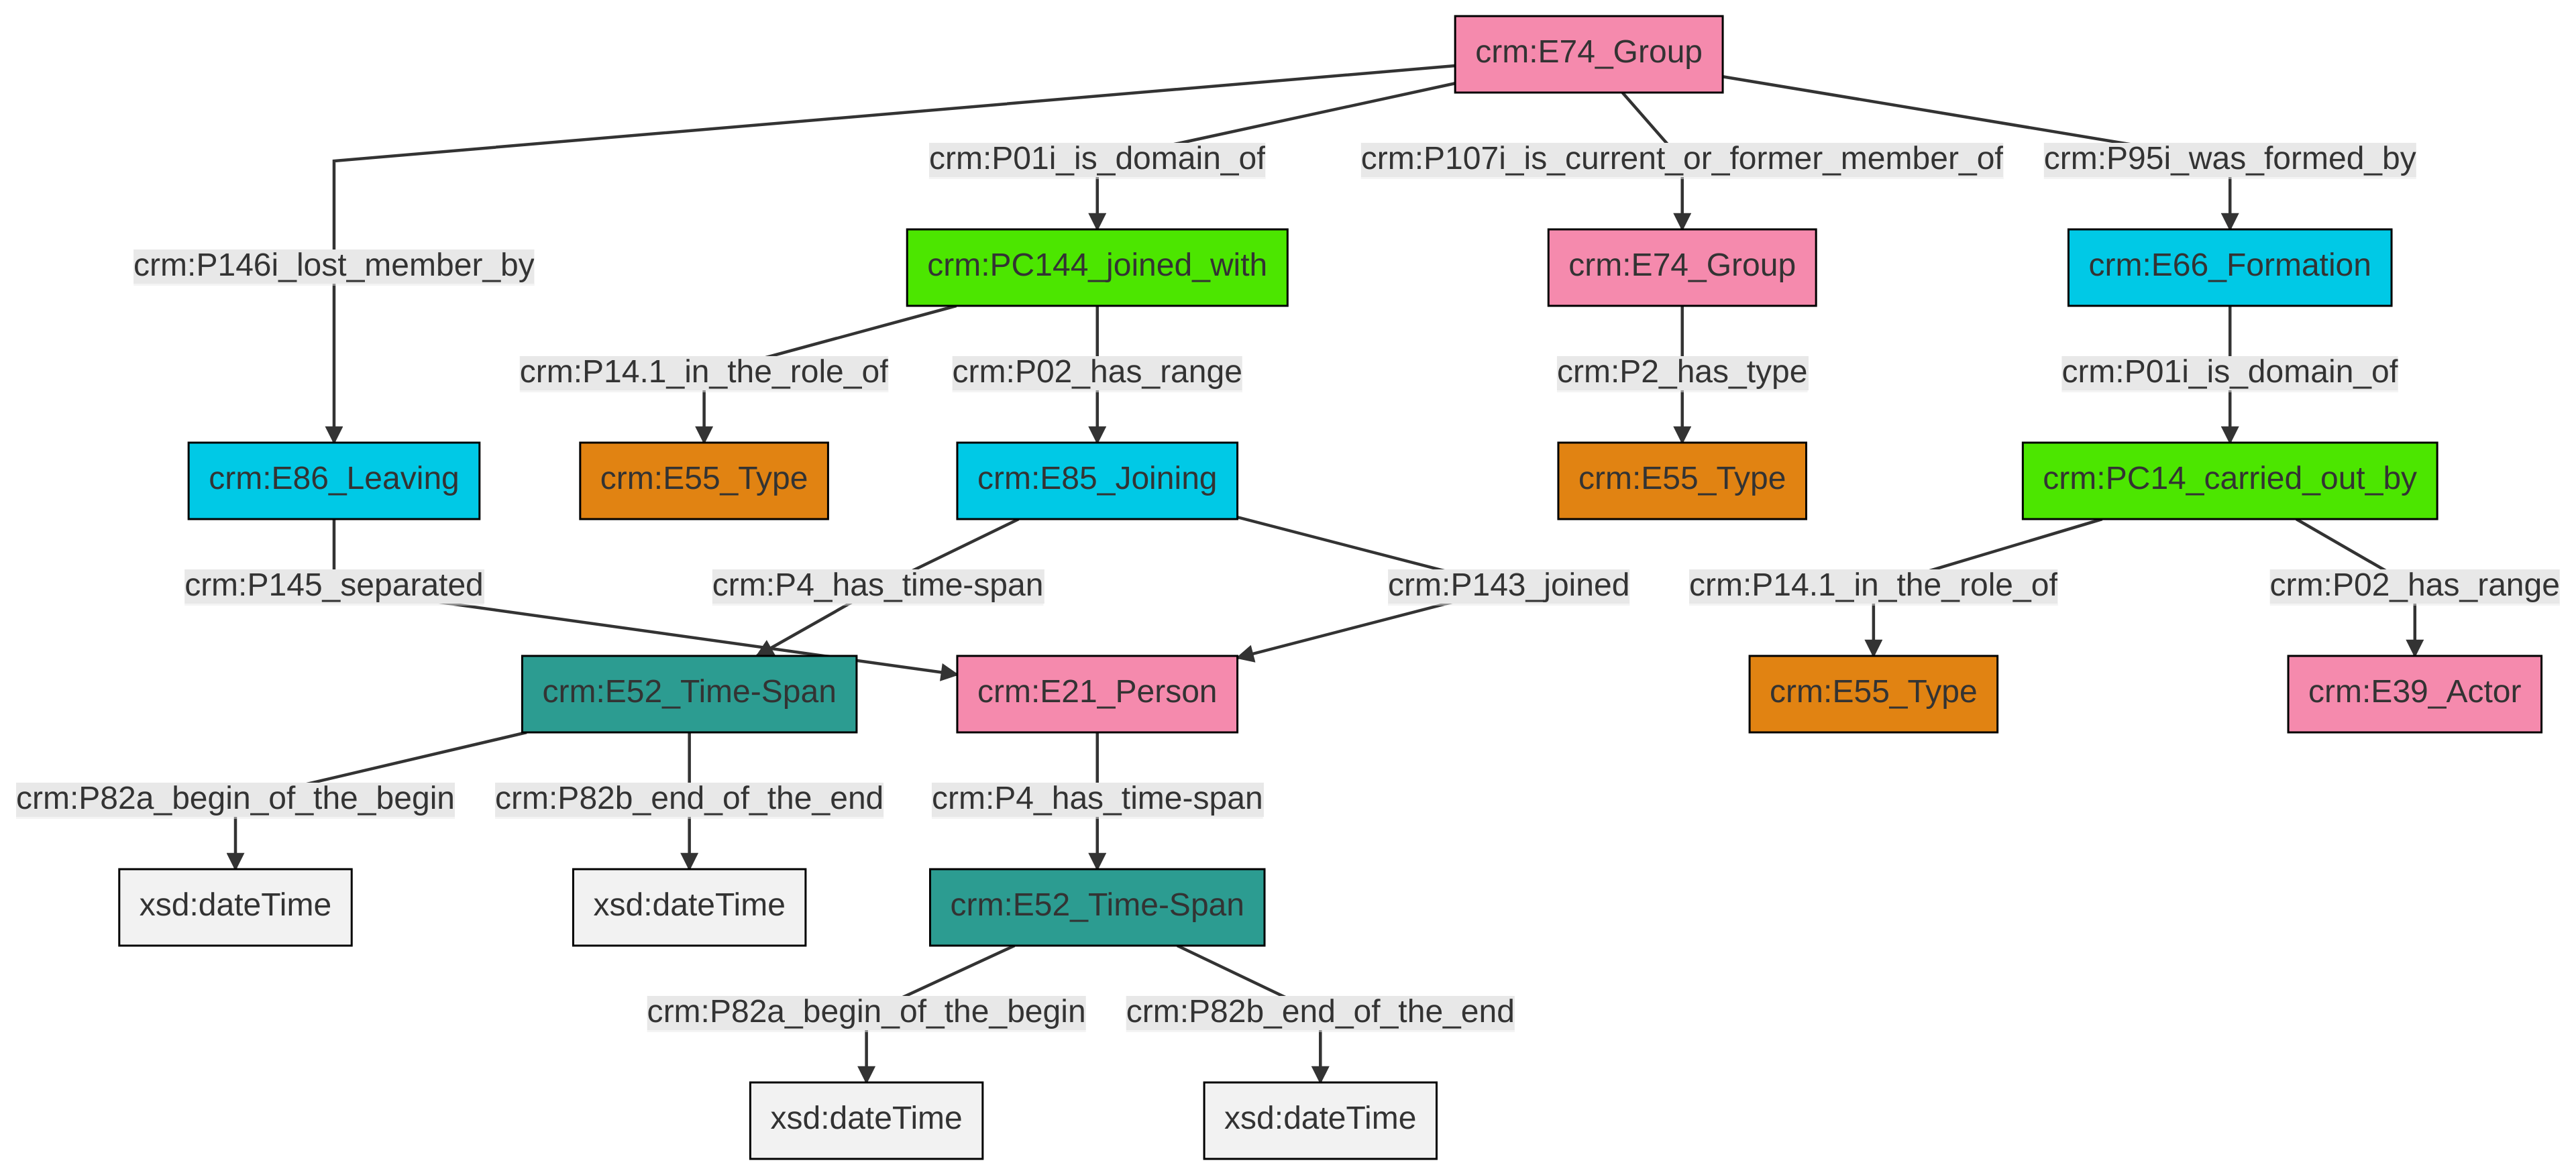 crm:E74_Group
crm:P01i_is_domain_of
crm:P107i_is_current_or_former_member_of
crm:P95i_was_formed_by
crm:P146i_lost_member_by
crm:PC144_joined_with
crm:E74_Group
crm:E66_Formation
crm:P14.1_in_the_role_of
crm:P02_has_range
crm:P2_has_type
crm:P01i_is_domain_of
crm:E86_Leaving
crm:E55_Type
crm:E85_Joining
crm:E55_Type
crm:PC14_carried_out_by
crm:P145_separated
crm:P4_has_time-span
crm:P143_joined
crm:P14.1_in_the_role_of
crm:P02_has_range
crm:E52_Time-Span
crm:E21_Person
crm:E55_Type
crm:E39_Actor
crm:P82a_begin_of_the_begin
crm:P82b_end_of_the_end
crm:P4_has_time-span
xsd:dateTime
xsd:dateTime
crm:E52_Time-Span
crm:P82a_begin_of_the_begin
crm:P82b_end_of_the_end
xsd:dateTime
xsd:dateTime